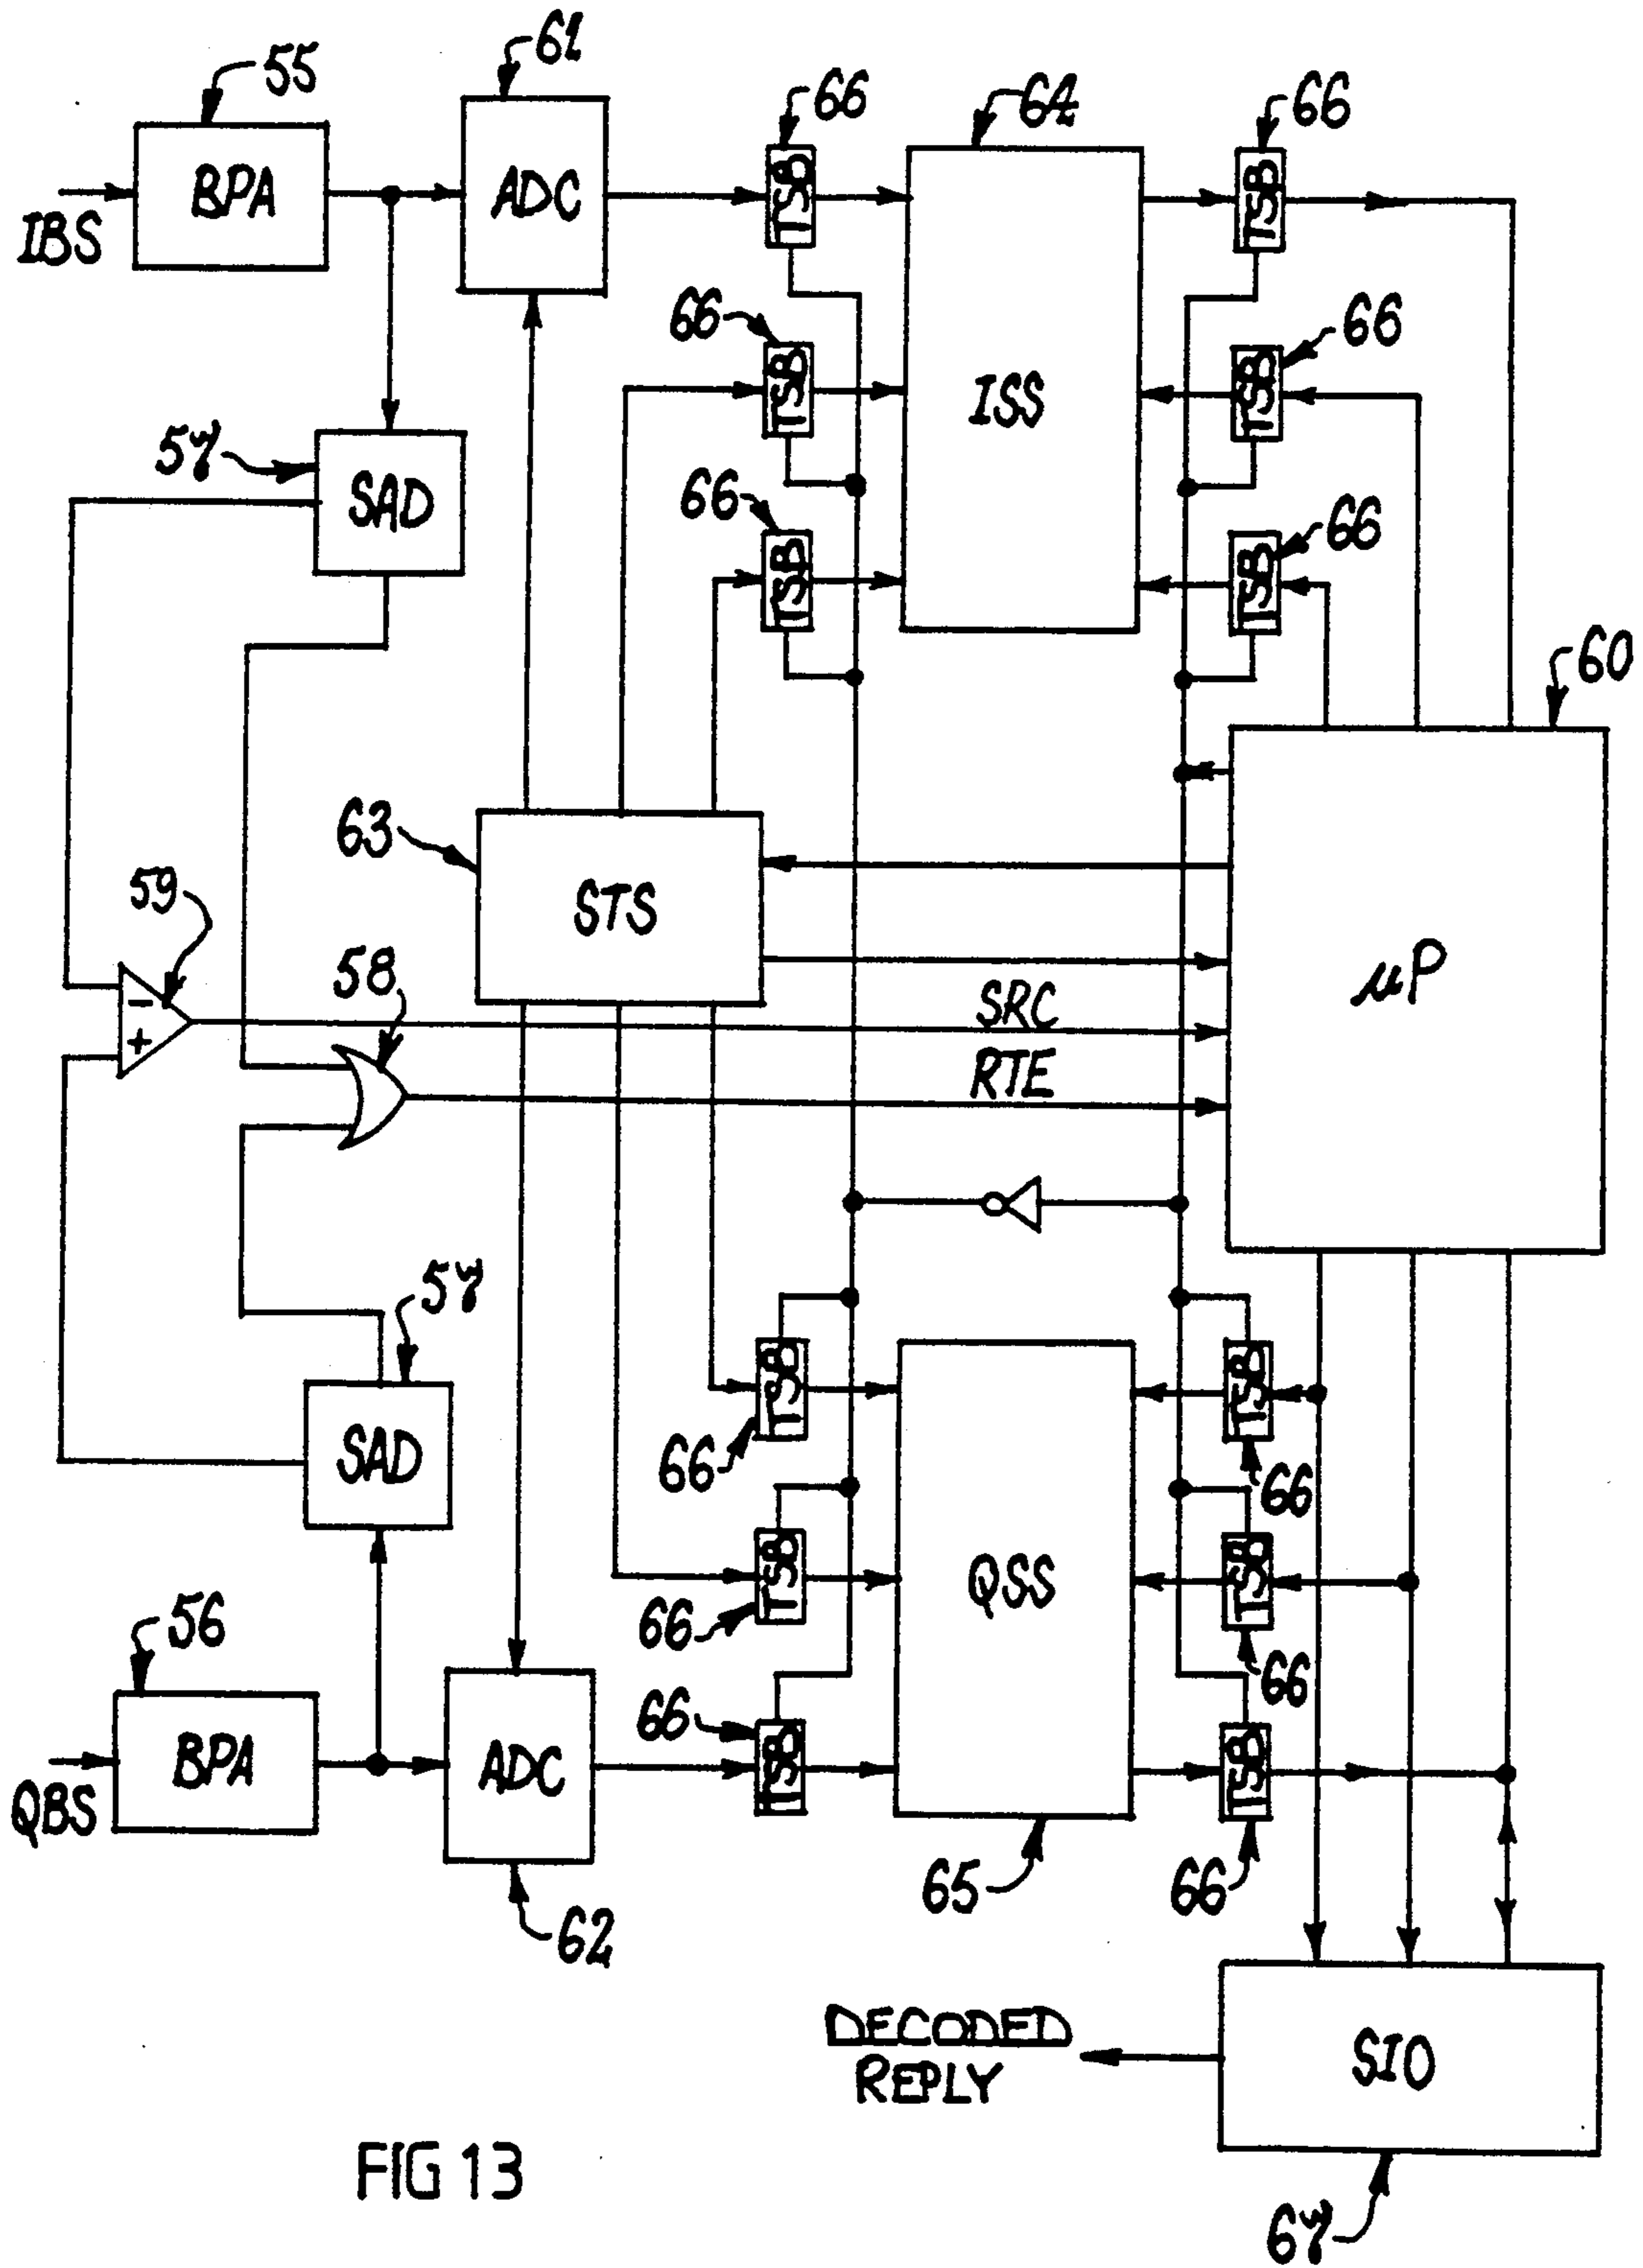 61
55
66
64
66
BPA
ADC
TSB
TSB
IBS
66
66
TSB
ISS
TSB
57
SAD
66
66
TSB
TSB
60
63
59
STS
µP
58
-
SRC
+
RTE
57
TSB
TSB
SAD
66
66
TSB
QSS
TSB
56
66
66
66
BPA
ADC
TSB
TSB
QBS
65
66
62
DECODED
REPLY
SIO
FIG 13
67